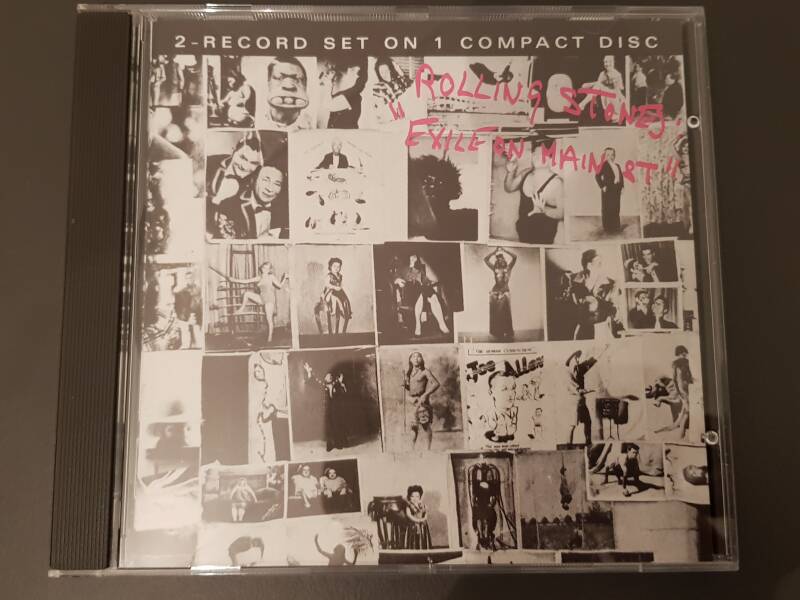 2-RECORD SET ON 1 COMPACT DISC
"ROLLING STONES:
EXILE ON MAIN ST"
Joe Allen